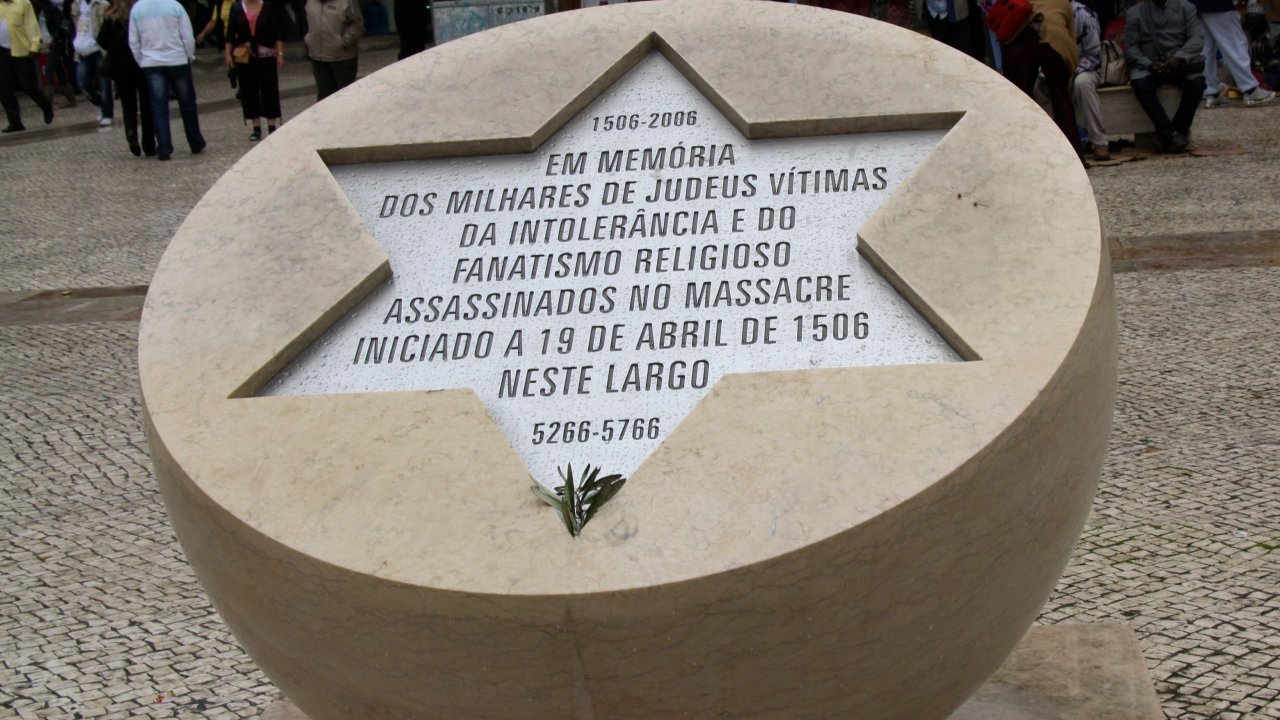 1506-2006
EM MEMÓRIA
DOS MILHARES DE JUDEUS VÍTIMAS
DA INTOLERÂNCIA E DO
FANATISMO RELIGIOSO
ASSASSINADOS NO MASSACRE
INICIADO A 19 DE ABRIL DE 1506
NESTE LARGO
5266-5766